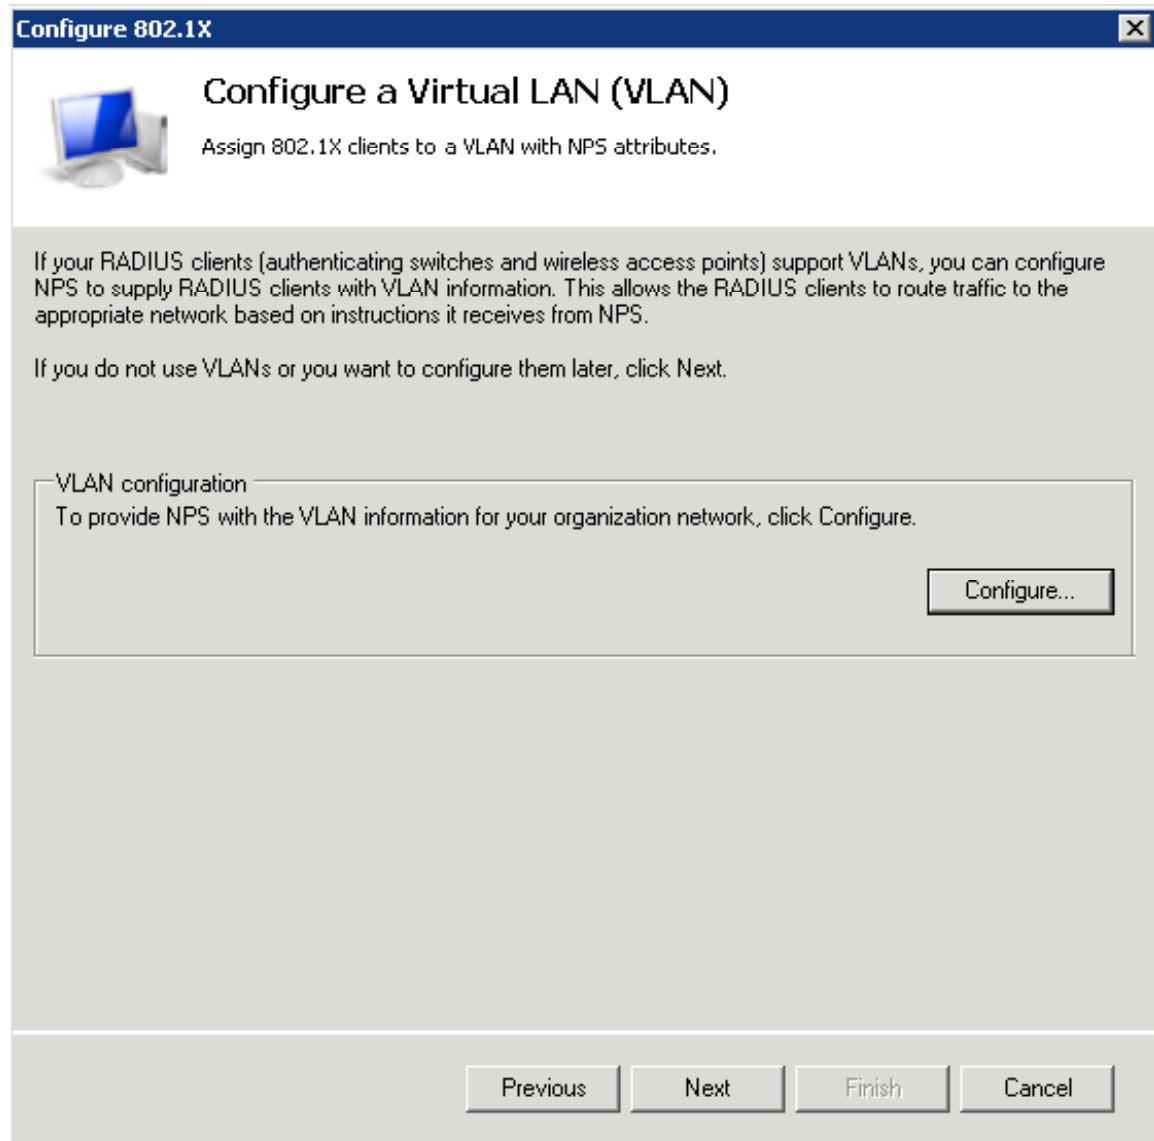 Configure 802.1X
Configure a Virtual LAN (VLAN)
Assign 802.1X clients to a VLAN with NPS attributes.
If your RADIUS clients (authenticating switches and wireless access points) support VLANs, you can configure
NPS to supply RADIUS clients with VLAN information. This allows the RADIUS clients to route traffic to the
appropriate network based on instructions it receives from NPS.
If you do not use VLANs or you want to configure them later, click Next.
VLAN configuration
To provide NPS with the VLAN information for your organization network, click Configure.
Configure...
Previous Next Finish Cancel